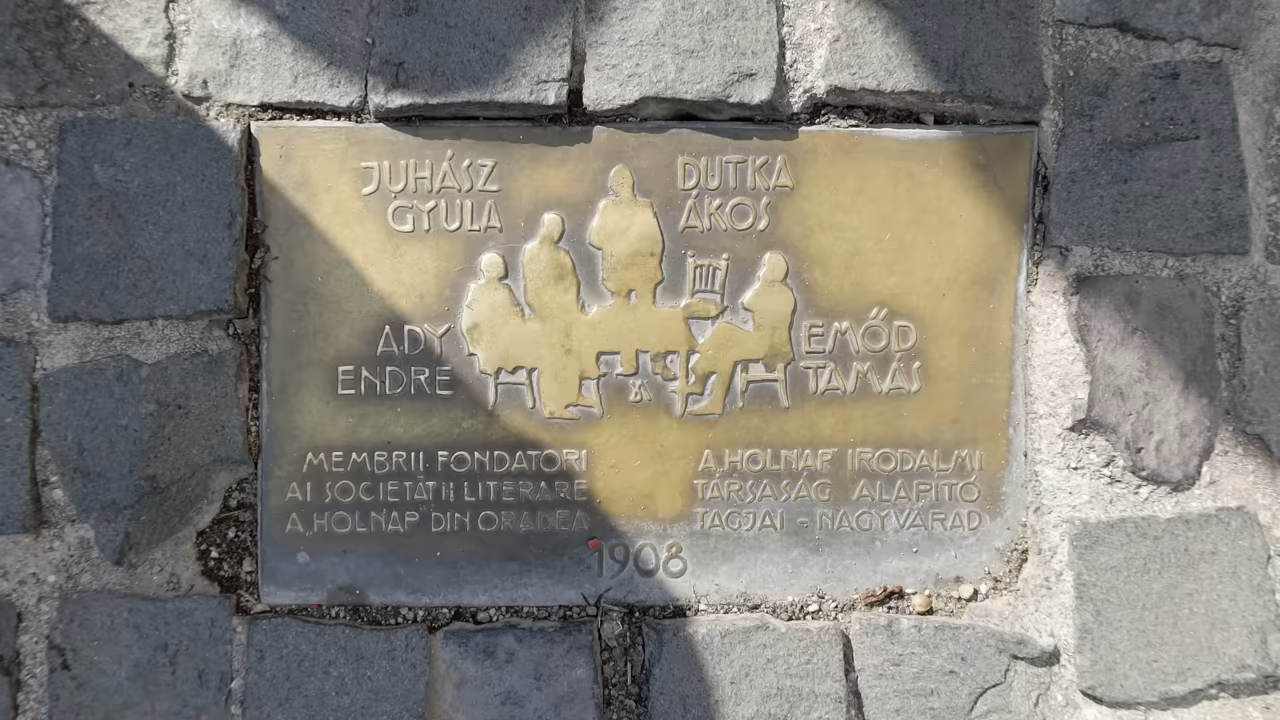 JUHÁSZ
GYULA
DUTKA
ÁKOS
ADY
ENDRE
EMŐD
TAMÁS
MEMBRII FONDATORI
AI SOCIETĂȚII LITERARE
A „HOLNAP" DIN ORADEA
A „HOLNAP" IRODALMI
TÁRSASÁG ALAPITÓ
TAGJAI - NAGYVÁRAD
1908